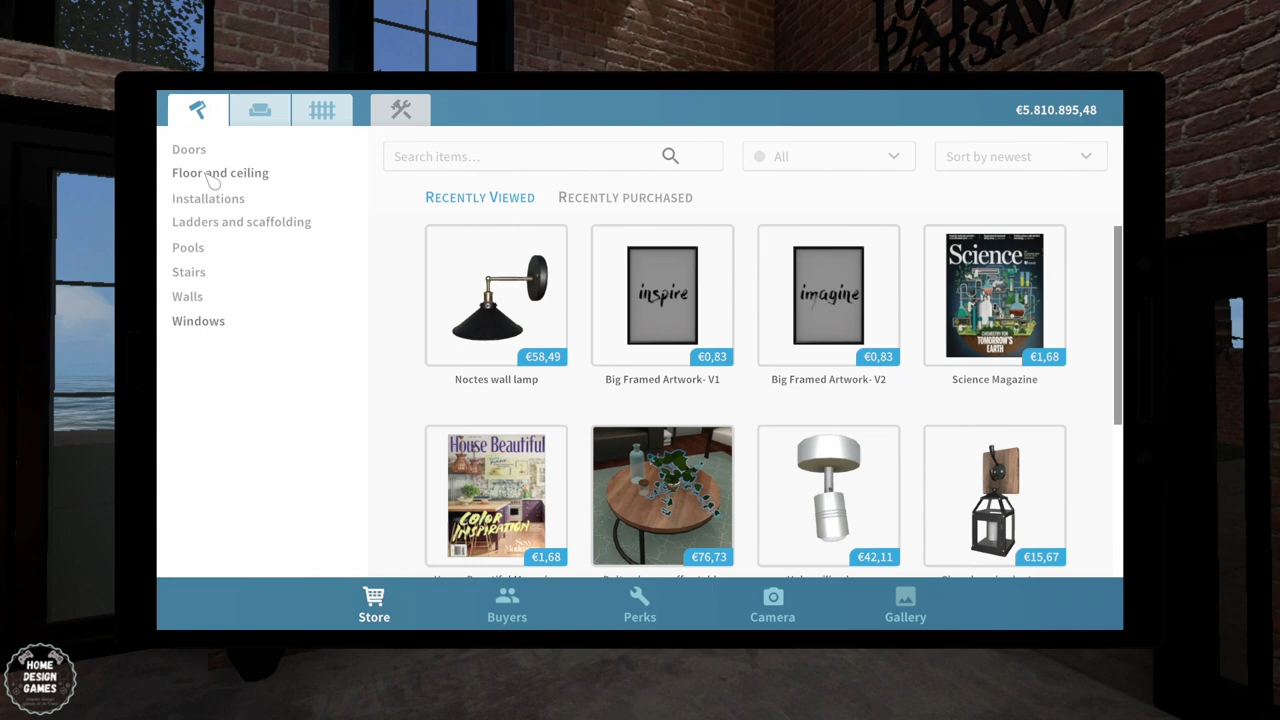 €5.810.895,48
Doors
Floor and ceiling
Installations
Ladders and scaffolding
Pools
Stairs
Walls
Windows
Search items...
All
Sort by newest
RECENTLY VIEWED
RECENTLY PURCHASED
inspire
imagine
Science
CHEMISTRY FOR
TOMORROW'S
EARTH
€58,49
€0,83
€0,83
€1,68
Noctes wall lamp
Big Framed Artwork- V1
Big Framed Artwork- V2
Science Magazine
House Beautiful
COLOR
INSPIRATION
€1,68
€76,73
€42,11
€15,67
Store
Buyers
Perks
Camera
Gallery
HOME
DESIGN
GAMES